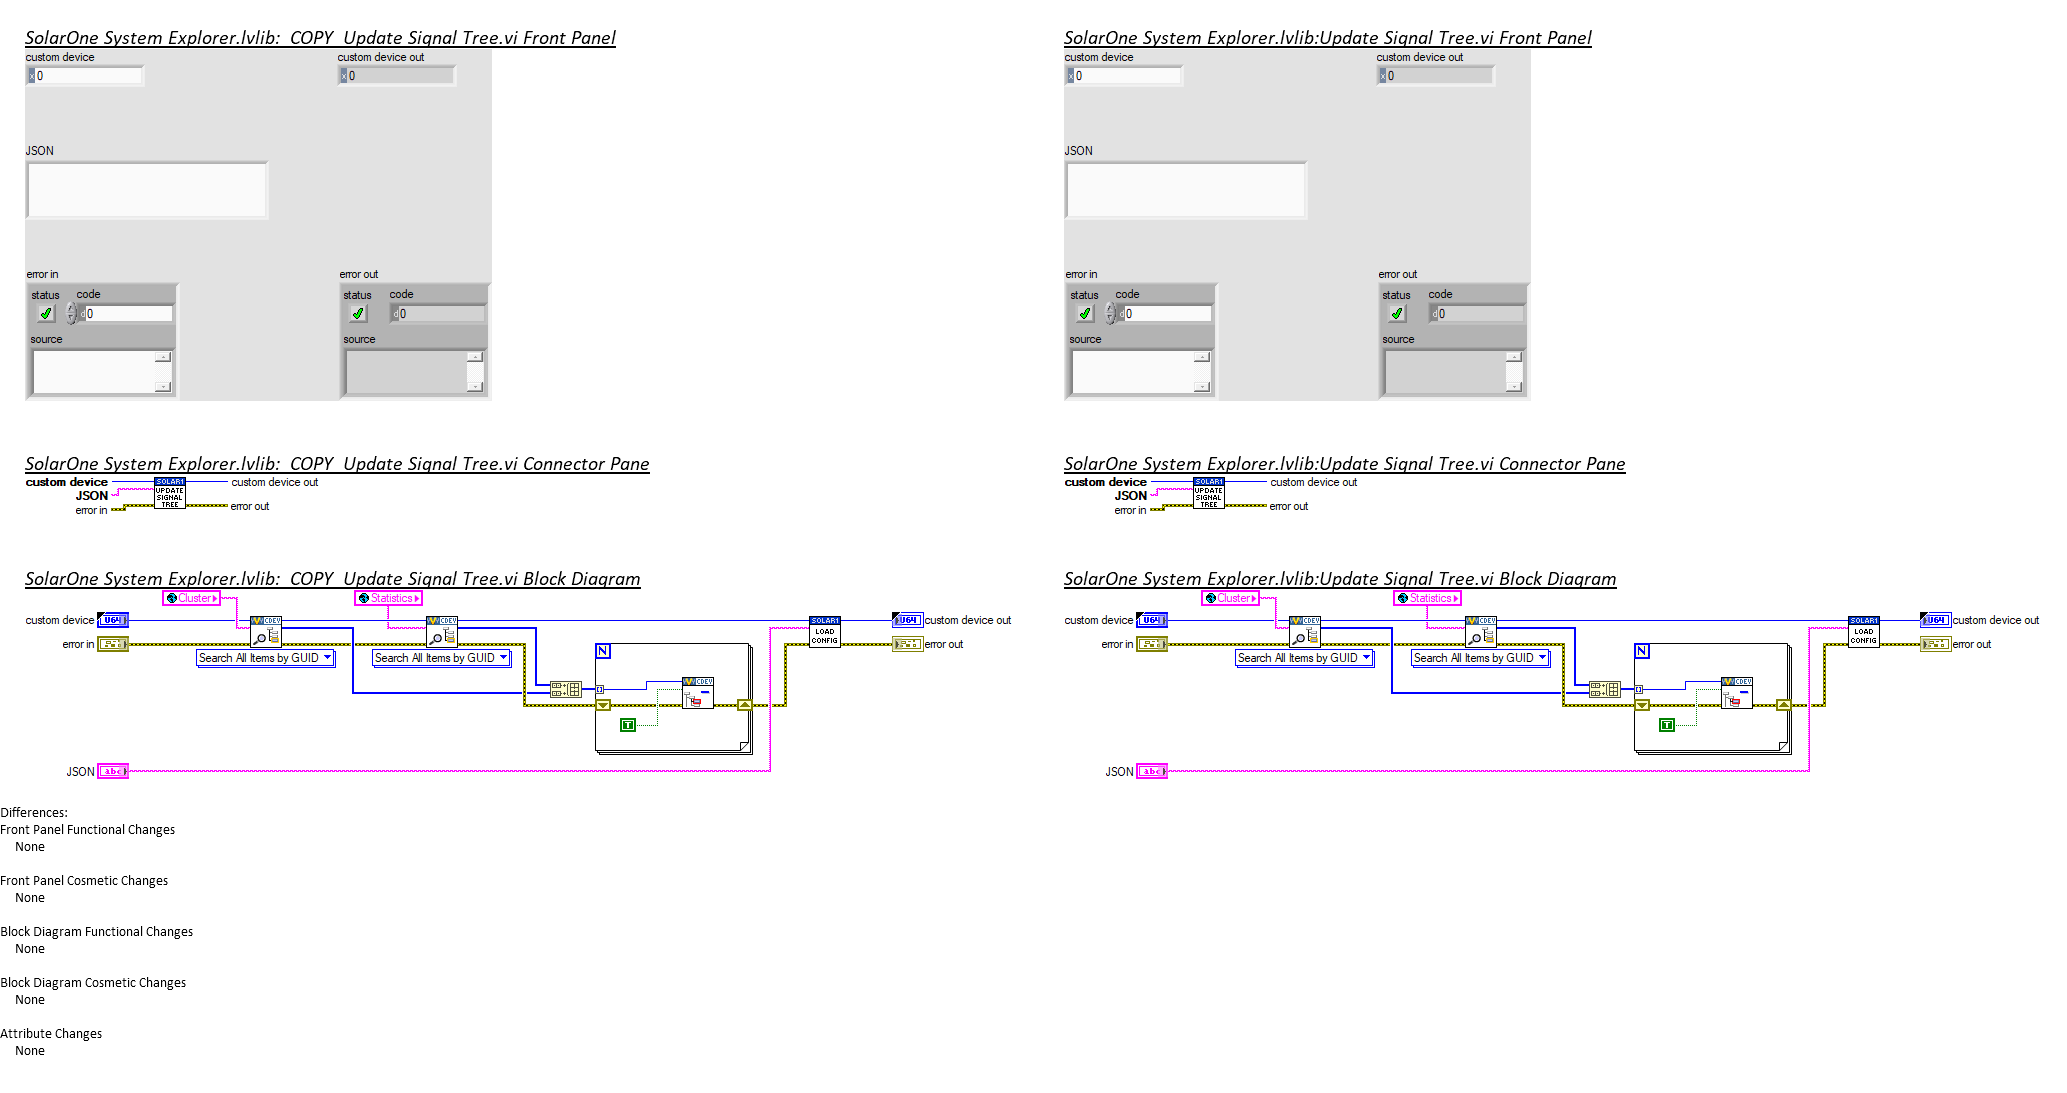 SolarOne System Explorer.lvlib:  COPY  Update Signal Tree.vi Front Panel
custom device
custom device out
x 0
x 0
JSON
error in
error out
status
code
status
code
d 0
d 0
source
source
SolarOne System Explorer.lvlib:  COPY  Update Signal Tree.vi Connector Pane
custom device
SOLAR1
custom device out
JSON
UPDATE
SIGNAL
error in
TREE
error out
SolarOne System Explorer.lvlib:  COPY  Update Signal Tree.vi Block Diagram
Cluster
Statistics
custom device
U64
CDEV
CDEV
SOLAR1
U64
custom device out
error in
LOAD
CONFIG
error out
Search All Items by GUID
Search All Items by GUID
N
CDEV
T
JSON
abc
SolarOne System Explorer.lvlib:Update Signal Tree.vi Front Panel
custom device
custom device out
x 0
x 0
JSON
error in
error out
status
code
status
code
d 0
d 0
source
source
SolarOne System Explorer.lvlib:Update Signal Tree.vi Connector Pane
custom device
SOLAR1
custom device out
JSON
UPDATE
SIGNAL
error in
TREE
error out
SolarOne System Explorer.lvlib:Update Signal Tree.vi Block Diagram
Cluster
Statistics
custom device
U64
CDEV
CDEV
SOLAR1
U64
custom device out
error in
LOAD
CONFIG
error out
Search All Items by GUID
Search All Items by GUID
N
CDEV
T
JSON
abc
Differences:
Front Panel Functional Changes
None
Front Panel Cosmetic Changes
None
Block Diagram Functional Changes
None
Block Diagram Cosmetic Changes
None
Attribute Changes
None